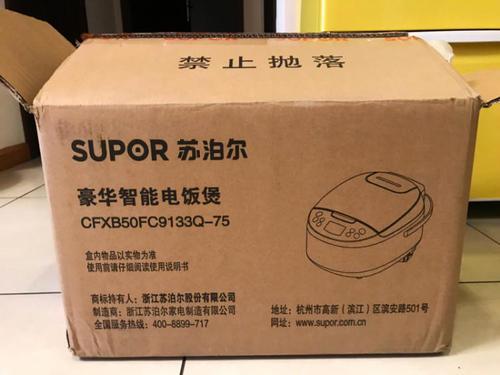 禁止抛落
SUPOR 苏泊尔
豪华智能电饭煲
CFXB50FC9133Q-75
盒内物品以实物为准
使用前请仔细阅读使用说明书
商标持有人：浙江苏泊尔股份有限公司
制造商：浙江苏泊尔家电制造有限公司
全国服务热线：400-8899-717
地址：杭州市高新（滨江）区滨安路501号
网址：www.supor.com.cn